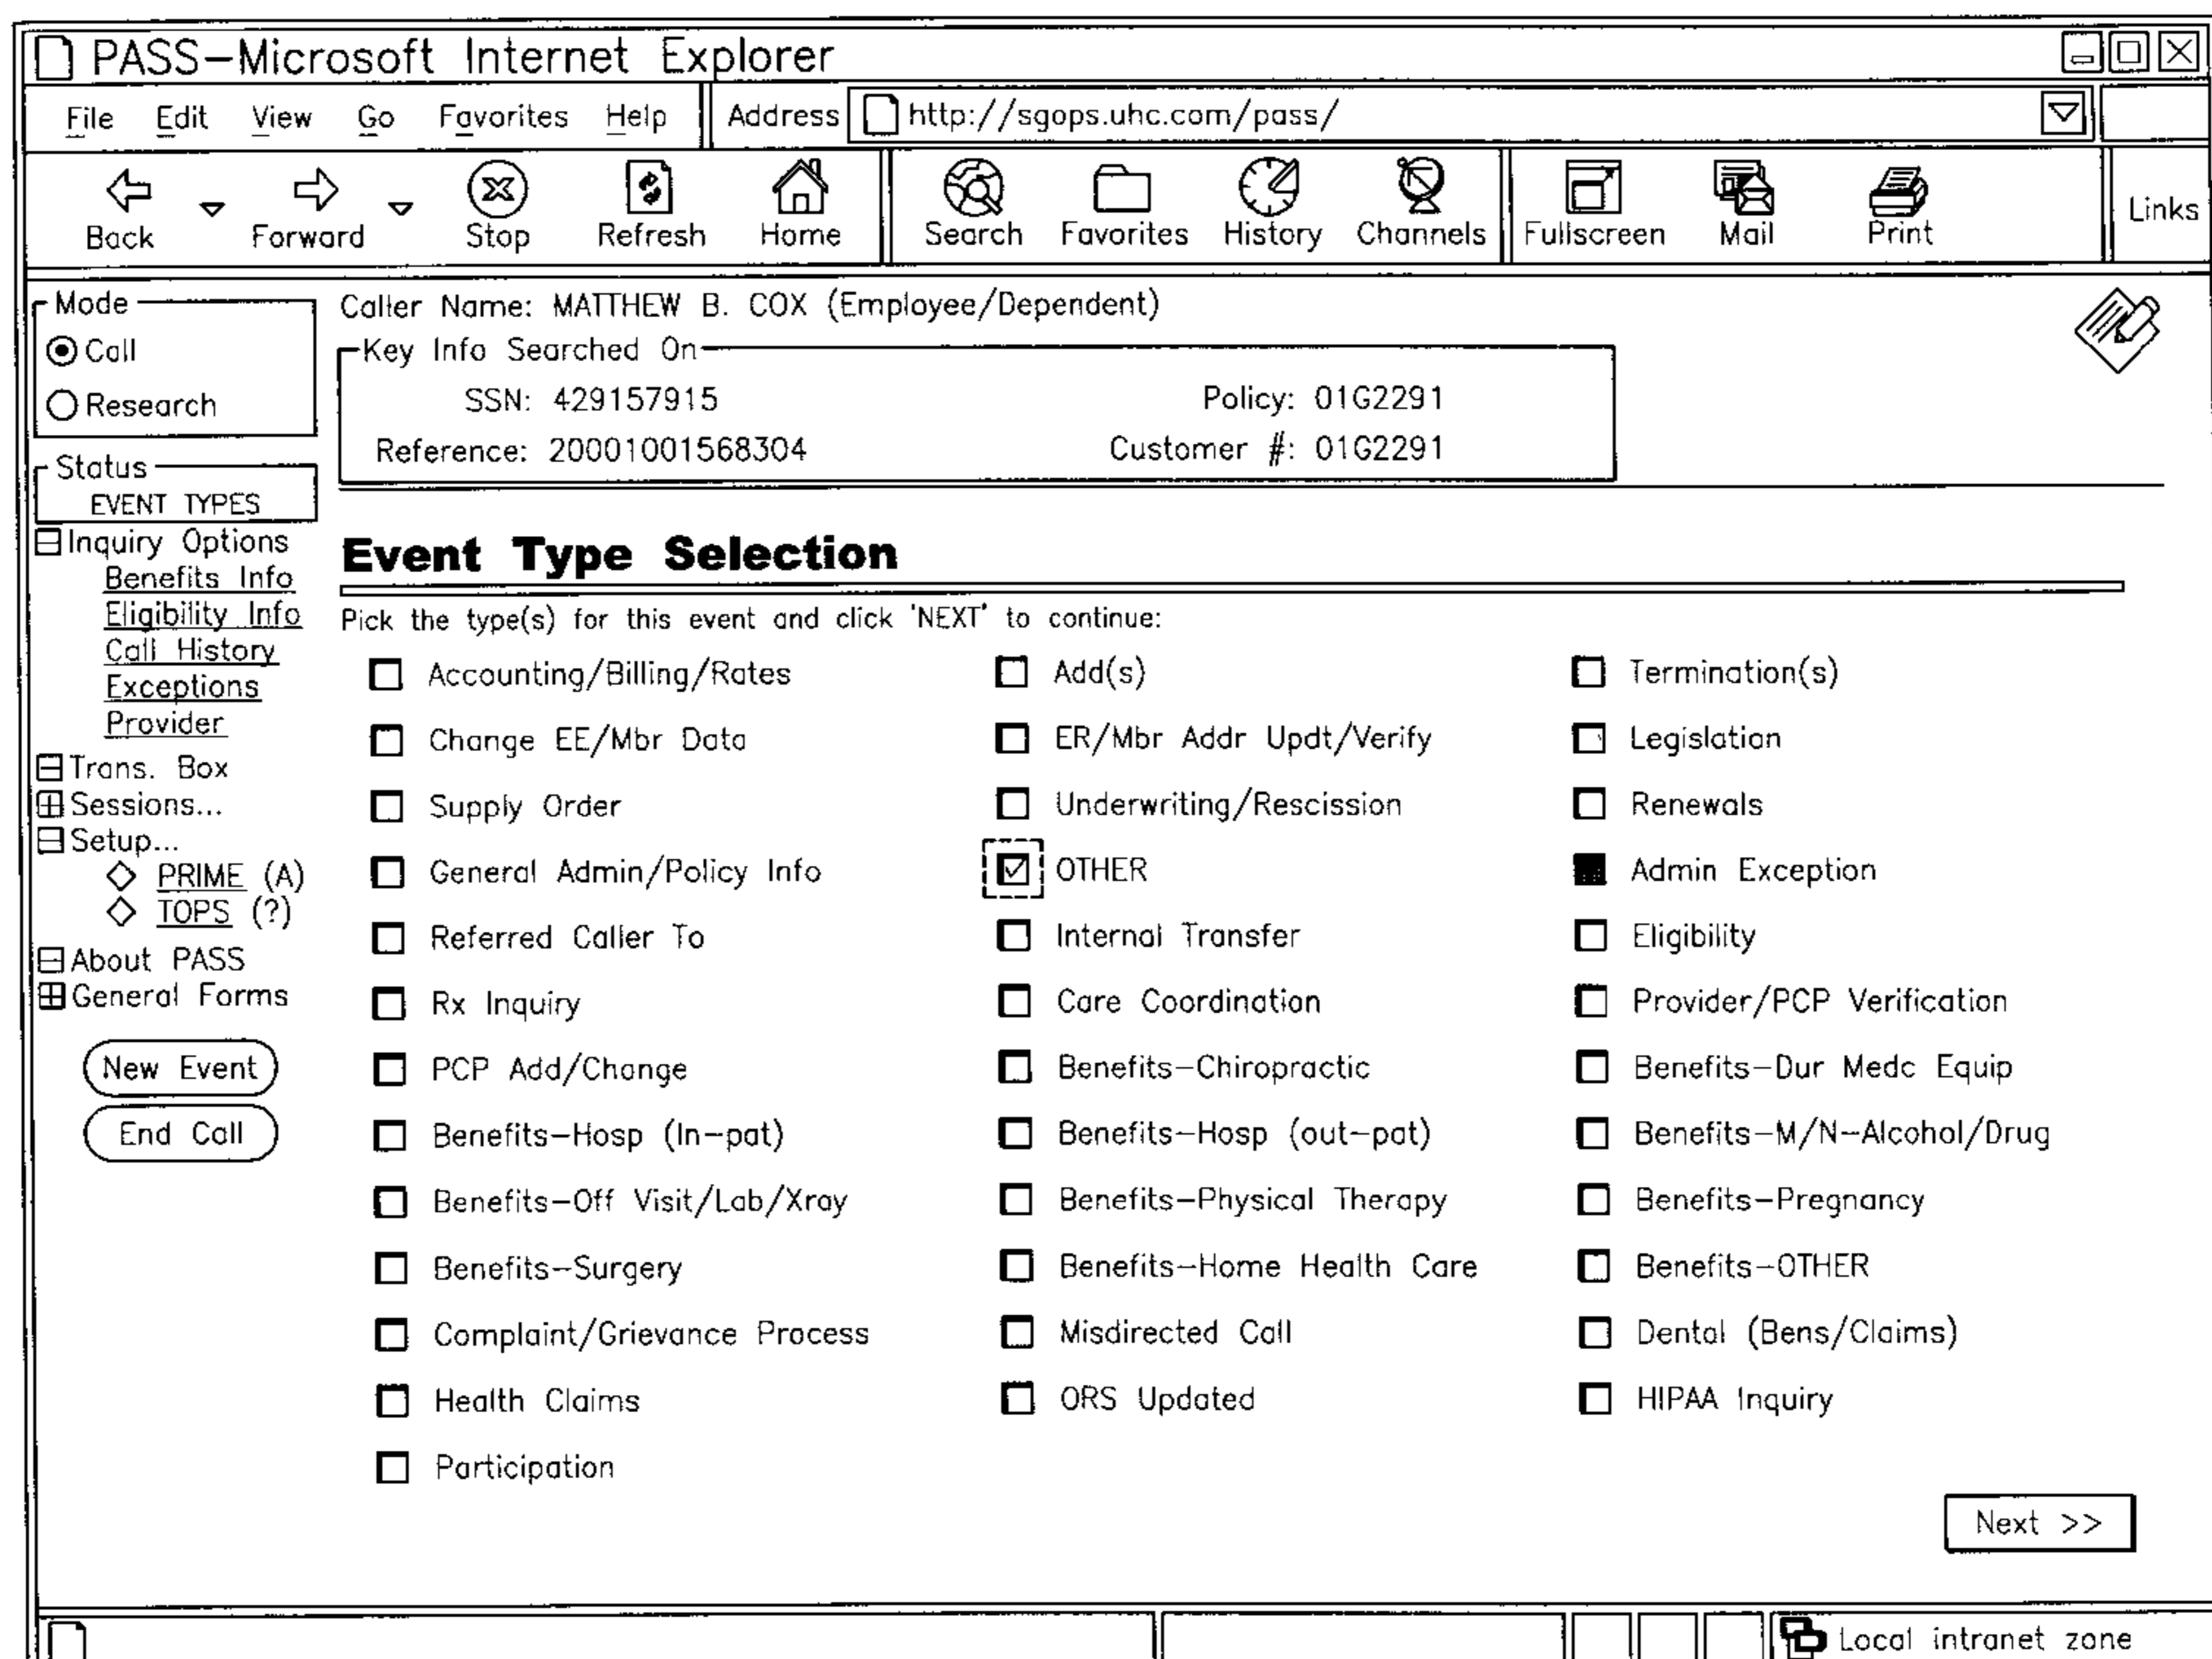 PASS-Microsoft Internet Explorer
File Edit View Go Favorites Help Address http://sgops.uhc.com/pass/
Back Forward Stop Refresh Home Search Favorites History Channels Fullscreen Mail Print Links
Mode
Call
Research
Status
EVENT TYPES
Inquiry Options
Benefits Info
Eligibility Info
Call History
Exceptions
Provider
Trans. Box
Sessions...
Setup...
PRIME (A)
TOPS (?)
About PASS
General Forms
New Event
End Call
Caller Name: MATTHEW B. COX (Employee/Dependent)
Key Info Searched On
SSN: 429157915 Policy: 01G2291
Reference: 20001001568304 Customer #: 01G2291
Event Type Selection
Pick the type(s) for this event and click 'NEXT' to continue:
Accounting/Billing/Rates Add(s) Termination(s)
Change EE/Mbr Data ER/Mbr Addr Updt/Verify Legislation
Supply Order Underwriting/Rescission Renewals
General Admin/Policy Info OTHER Admin Exception
Referred Caller To Internal Transfer Eligibility
Rx Inquiry Care Coordination Provider/PCP Verification
PCP Add/Change Benefits-Chiropractic Benefits-Dur Medc Equip
Benefits-Hosp (In-pat) Benefits-Hosp (out-pat) Benefits-M/N-Alcohol/Drug
Benefits-Off Visit/Lab/Xray Benefits-Physical Therapy Benefits-Pregnancy
Benefits-Surgery Benefits-Home Health Care Benefits-OTHER
Complaint/Grievance Process Misdirected Call Dental (Bens/Claims)
Health Claims ORS Updated HIPAA Inquiry
Participation
Next >>
Local intranet zone